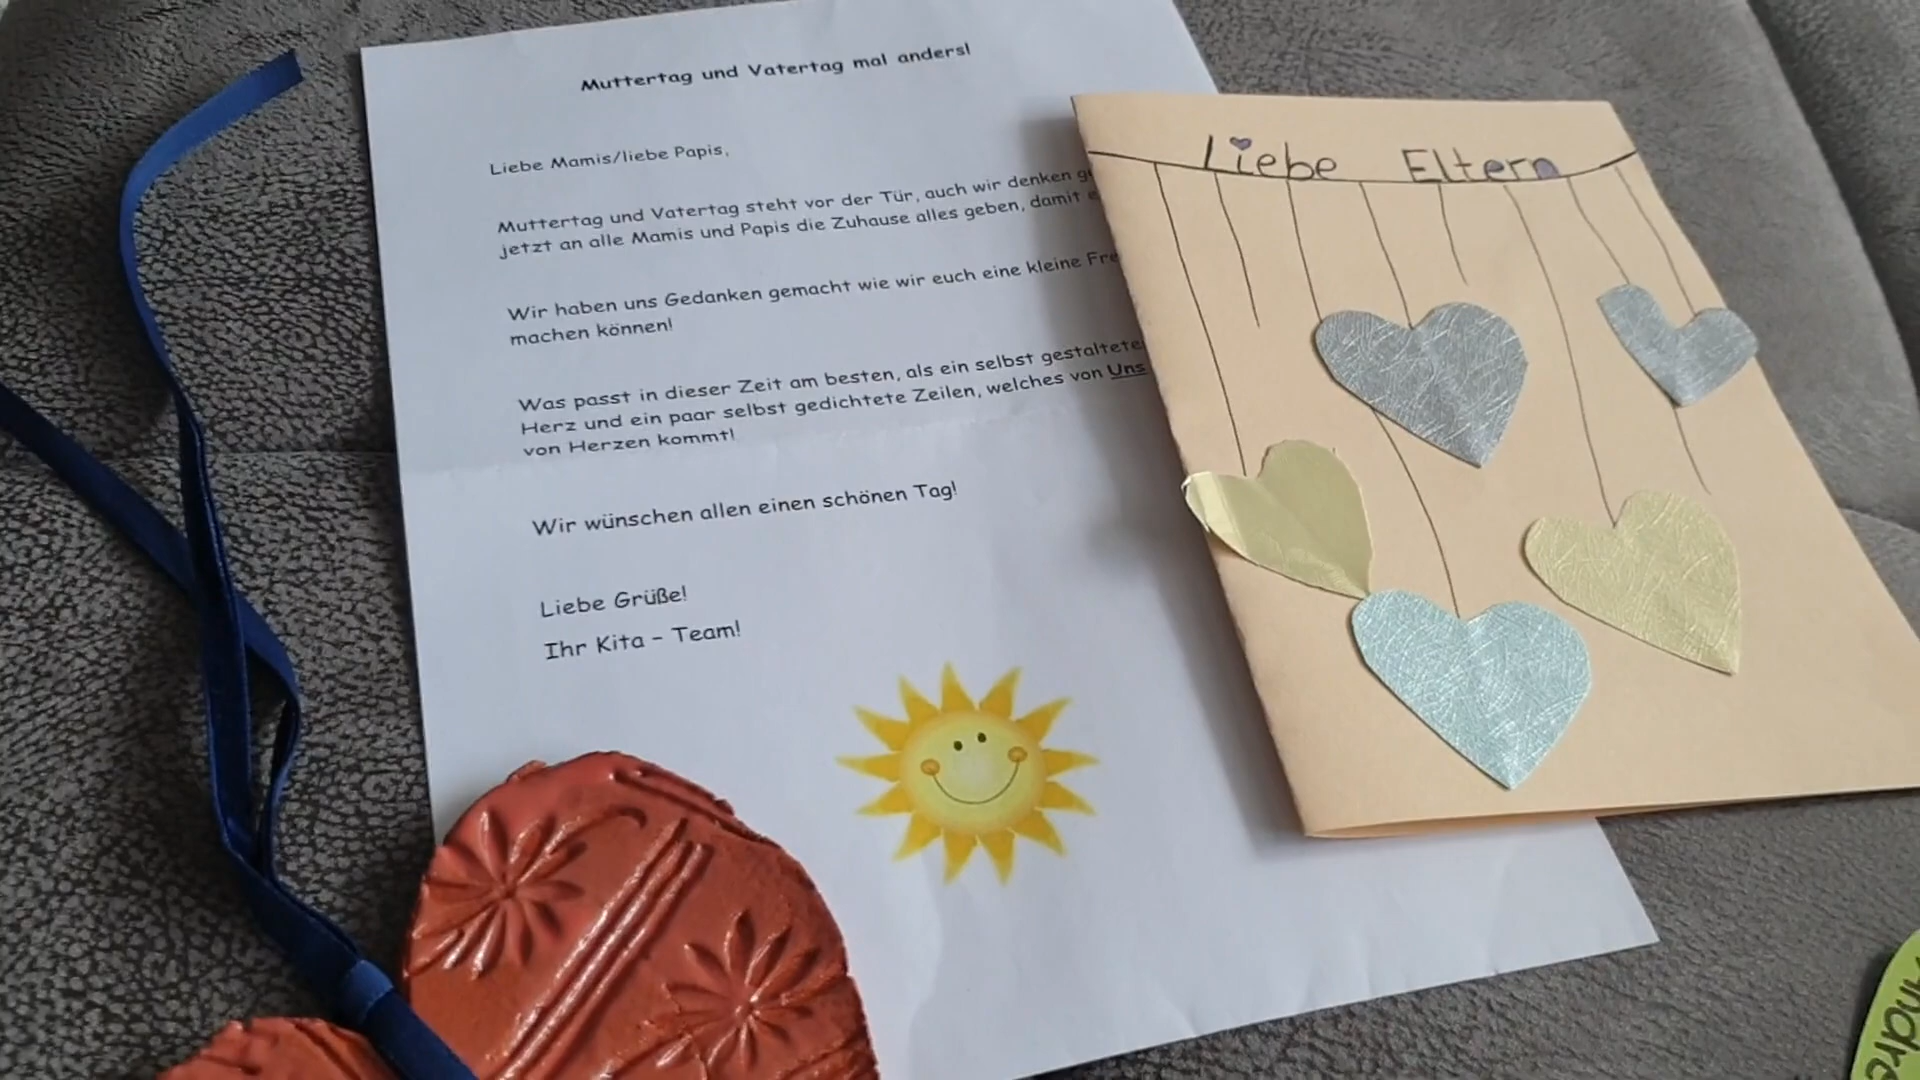 Muttertag und Vatertag mal anders!
Liebe Mamis/liebe Papis,
Muttertag und Vatertag steht vor der Tür, auch wir denken
jetzt an alle Mamis und Papis die Zuhause alles geben, damit
Wir haben uns Gedanken gemacht wie wir euch eine kleine
machen können!
Was passt in dieser Zeit am besten, als ein selbst
Herz und ein paar selbst gedichtete Zeilen, welches von Uns
von Herzen kommt!
Wir wünschen allen einen schönen Tag!
Liebe Grüße!
Ihr Kita - Team!
Liebe Eltern